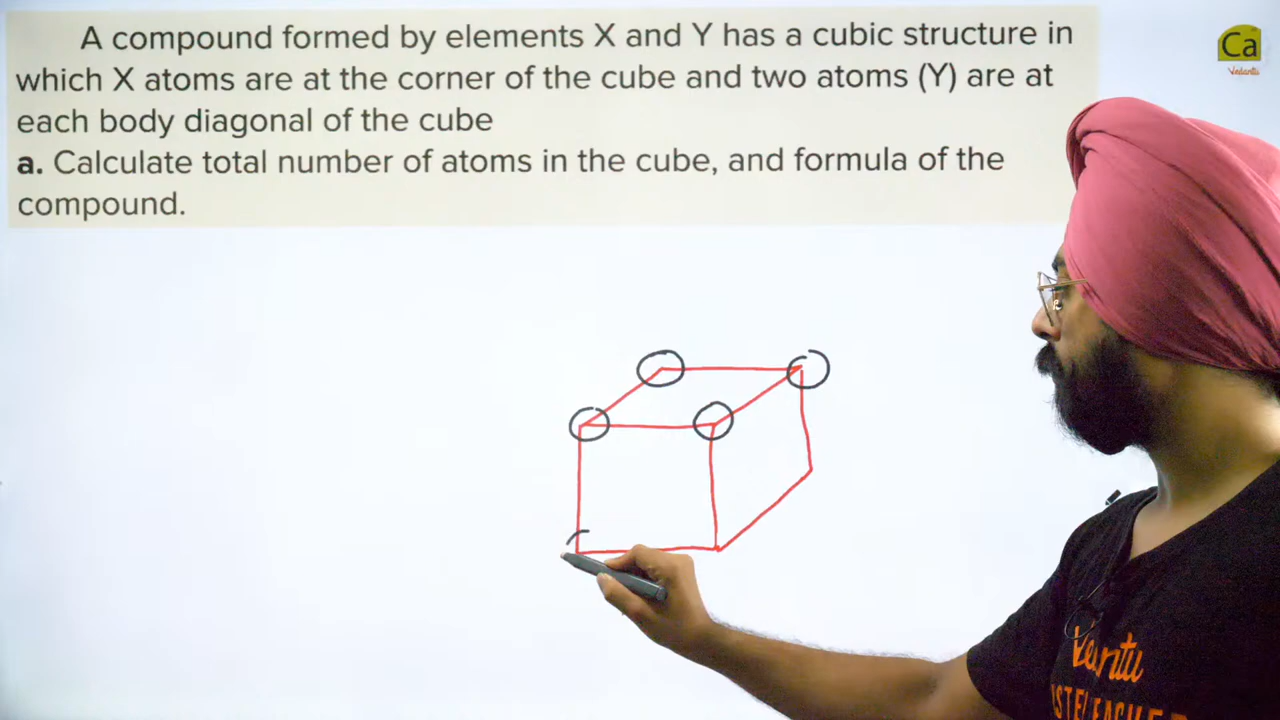 A compound formed by elements X and Y has a cubic structure in
which X atoms are at the corner of the cube and two atoms (Y) are at
each body diagonal of the cube
a. Calculate total number of atoms in the cube, and formula of the
compound.
Ca
Vedantu
Vedantu